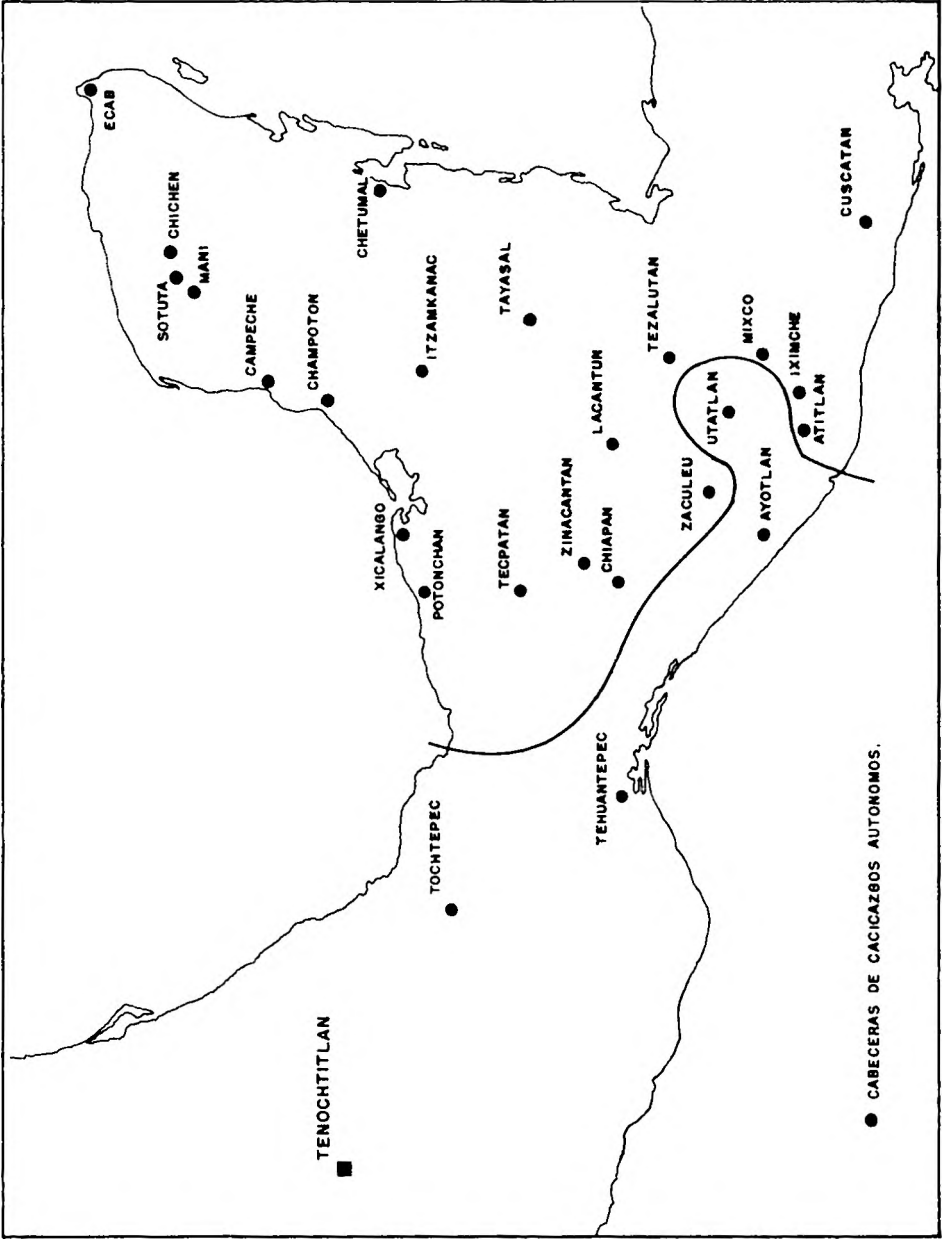 ECAB
CHICHEN
SOTUTA
MANI
CAMPECHE
CHAMPOTON
CHETUMAL
ITZAMKANAC
XICALANGO
POTONCHAN
TAYASAL
TECPATAN
LACANTUN
ZINACANTAN
CHIAPAN
TEZALUTAN
UTATLAN
ZACULEU
MIXCO
IXIMCHE
ATITLAN
AYOTLAN
CUSCATAN
TOCHTEPEC
TEHUANTEPEC
TENOCHTITLAN
CABECERAS DE CACICAZGOS AUTONOMOS.